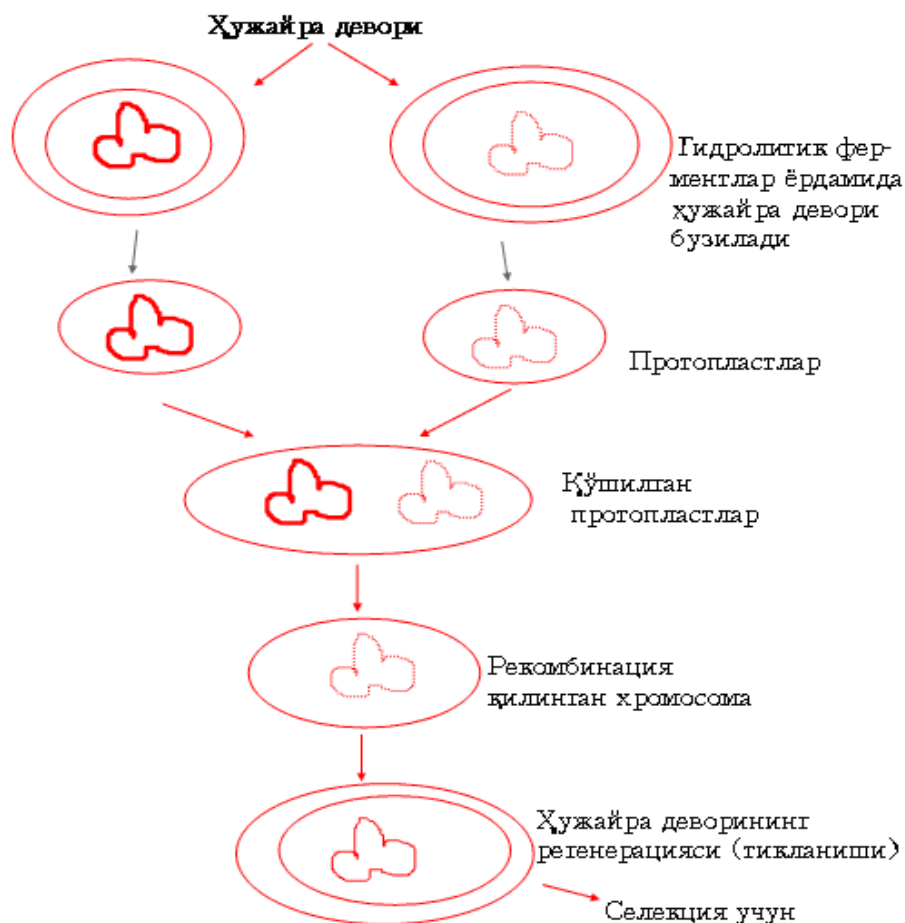 Ҳужайра девори
Гидролитик фер-
ментлар ёрдамида
ҳужайра девори
бузилади
Протопластлар
Қўшилган
протопластлар
Рекомбинация
қилинган хромосома
Ҳужайра деворининг
регенерацияси (тикланиши)
Селекция учун